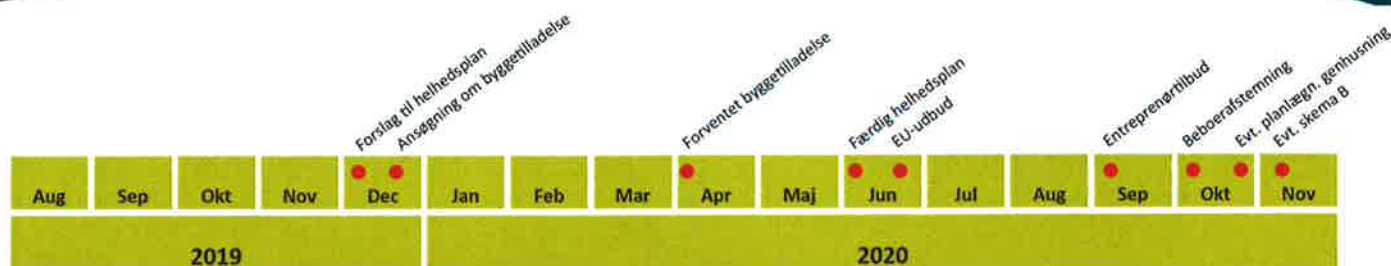 Forslag til helhedsplan
Ansøgning om byggetilladelse
Forventet byggetilladelse
Færdig helhedsplan
EU-udbud
Entreprenørtilbud
Beboerafstemning
Evt. planlægn. genhusning
Evt. skema B
Aug Sep Okt Nov Dec Jan Feb Mar Apr Maj Jun Jul Aug Sep Okt Nov
2019 2020